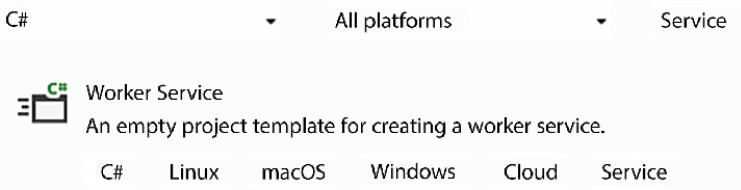 C# All platforms Service
C#
Worker Service
An empty project template for creating a worker service.
C# Linux macOS Windows Cloud Service